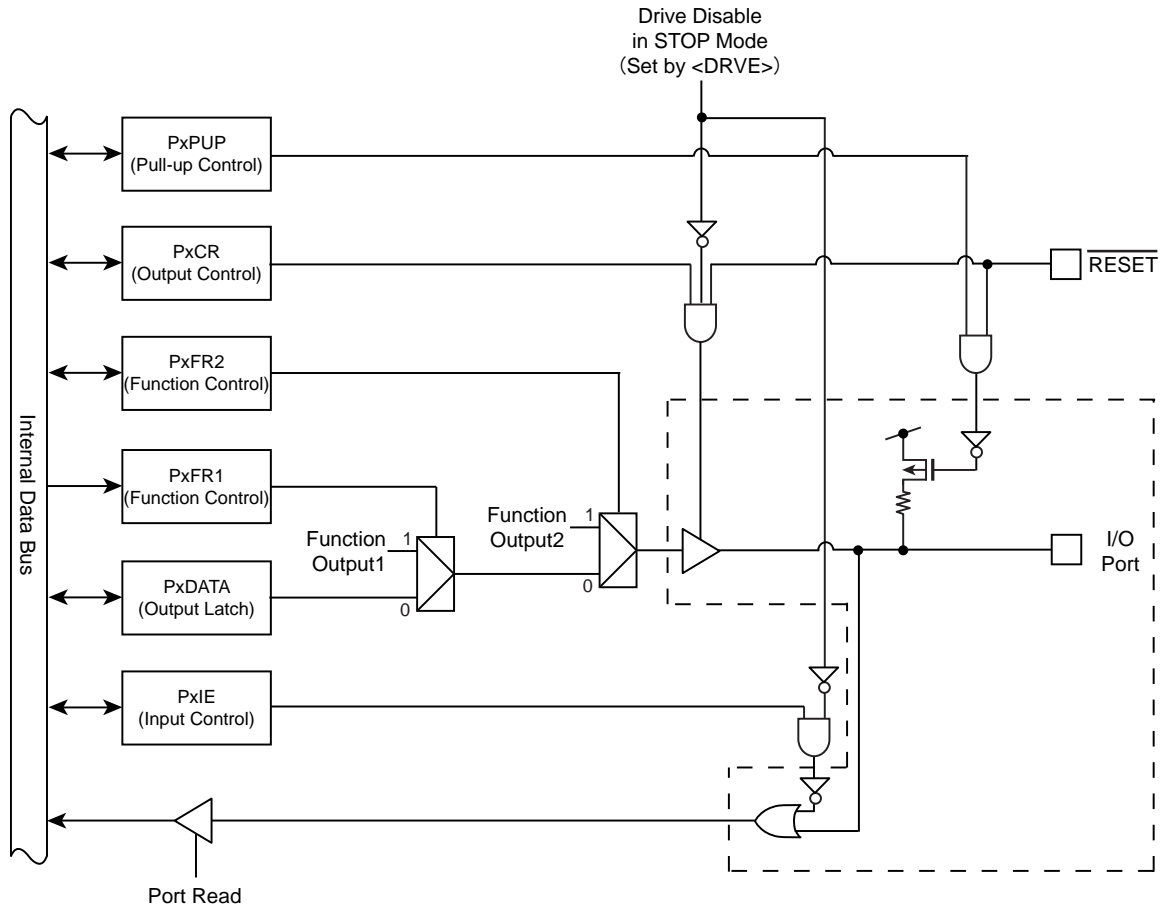 Drive Disable
in STOP Mode
（Set by <DRVE>）
PxPUP
(Pull-up Control)
PxCR
(Output Control)
RESET
PxFR2
(Function Control)
Internal Data Bus
PxFR1
(Function Control)
Function
Output1
1
0
Function
Output2
1
0
I/O
Port
PxDATA
(Output Latch)
PxIE
(Input Control)
Port Read